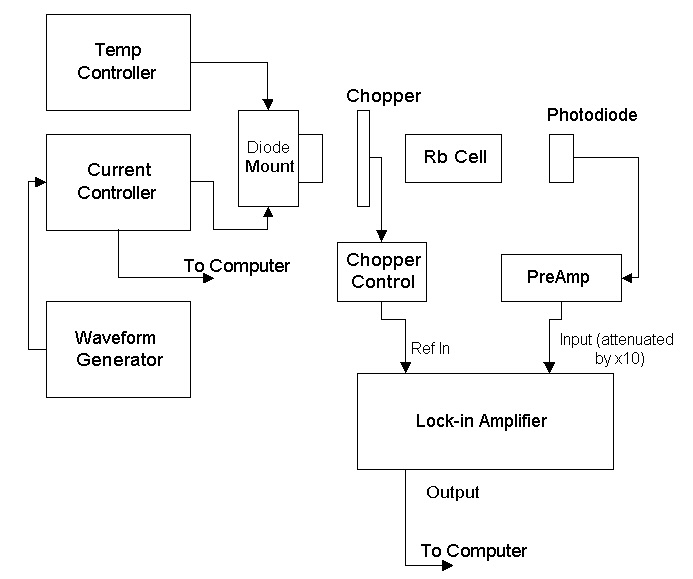 Temp
Controller
Chopper
Photodiode
Diode
Mount
Rb Cell
Current
Controller
To Computer
Chopper
Control
PreAmp
Waveform
Generator
Ref In
Input (attenuated
by x10)
Lock-in Amplifier
Output
To Computer